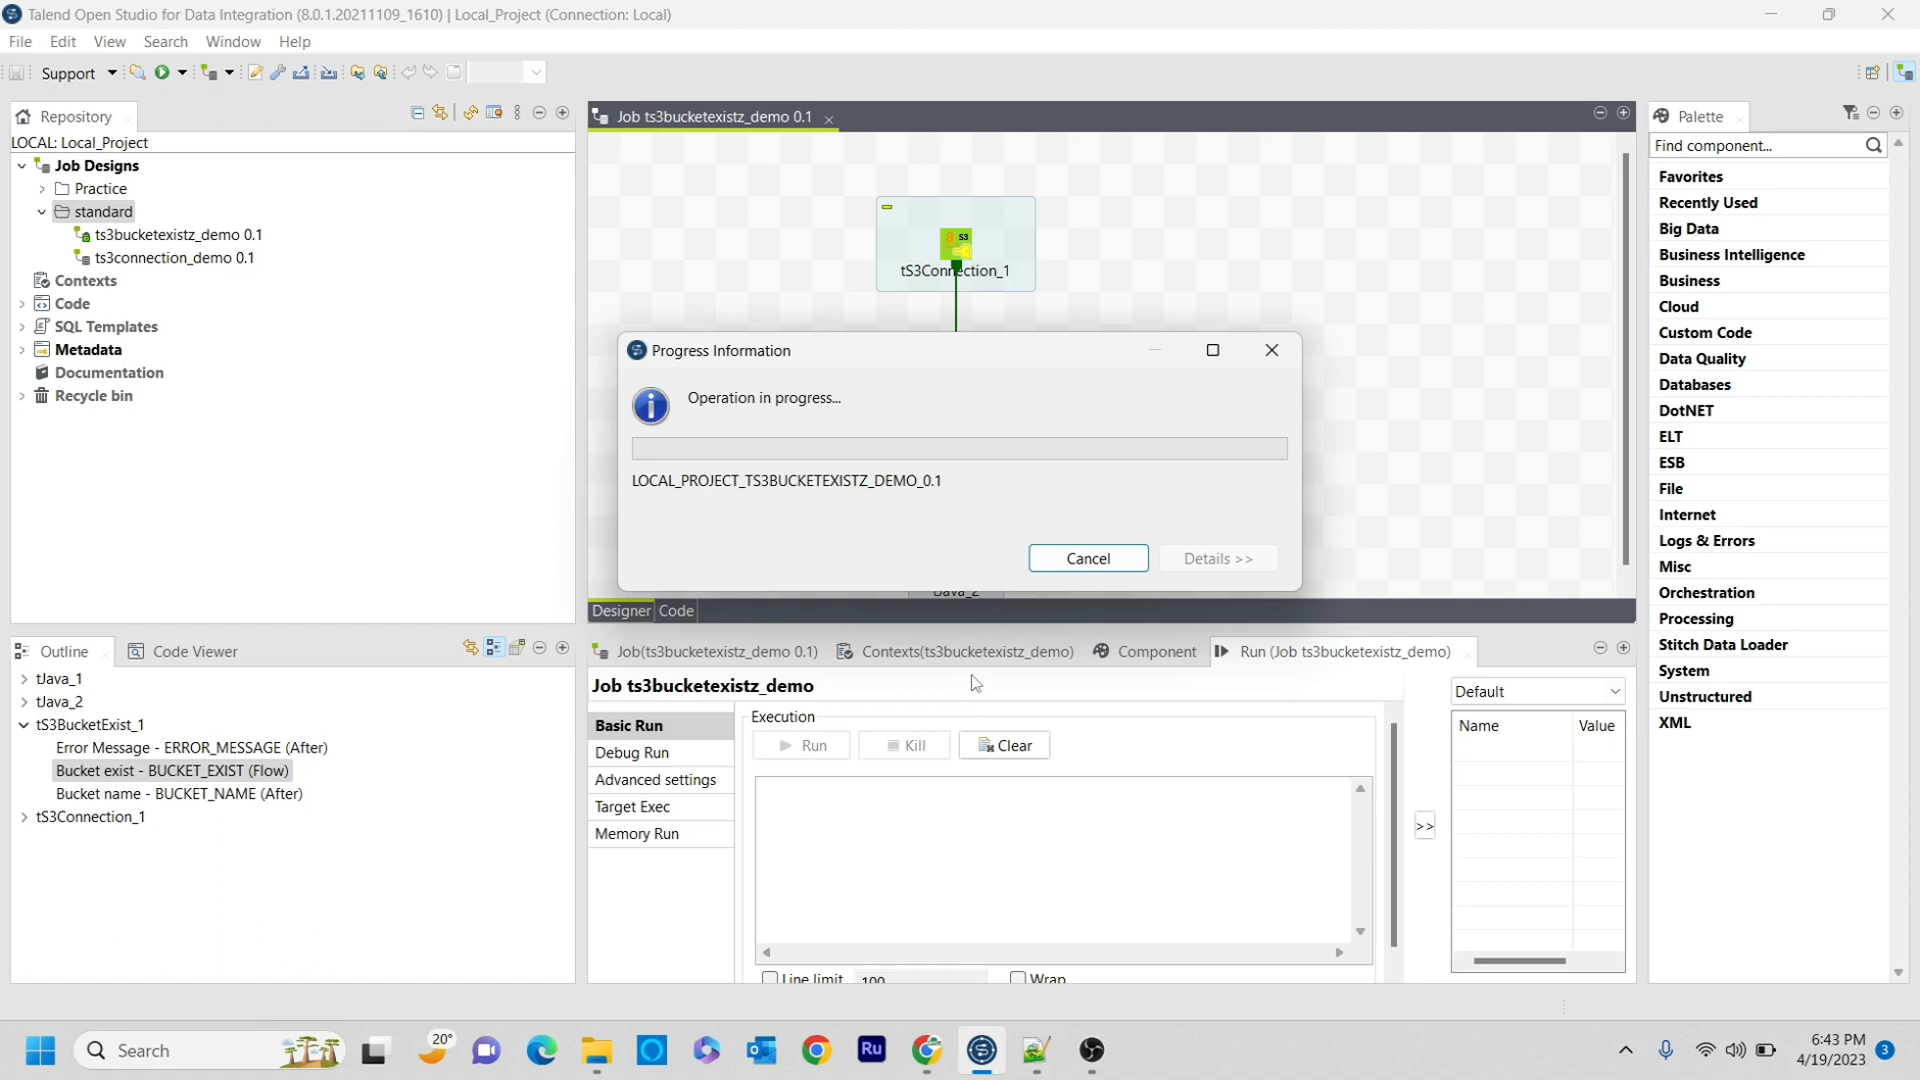 Talend Open Studio for Data Integration (8.0.1.20211109_1610) | Local_Project (Connection: Local)
File Edit View Search Window Help
Support
Repository
LOCAL: Local_Project
Job Designs
Practice
standard
ts3bucketexistz_demo 0.1
ts3connection_demo 0.1
Contexts
Code
SQL Templates
Metadata
Documentation
Recycle bin
Job ts3bucketexistz_demo 0.1
a S3
tS3Connection_1
Progress Information
Operation in progress...
LOCAL_PROJECT_TS3BUCKETEXISTZ_DEMO_0.1
Cancel Details >>
Designer Code
Palette
Find component...
Favorites
Recently Used
Big Data
Business Intelligence
Business
Cloud
Custom Code
Data Quality
Databases
DotNET
ELT
ESB
File
Internet
Logs & Errors
Misc
Orchestration
Processing
Stitch Data Loader
System
Unstructured
XML
Outline Code Viewer
tJava_1
tJava_2
tS3BucketExist_1
Error Message - ERROR_MESSAGE (After)
Bucket exist - BUCKET_EXIST (Flow)
Bucket name - BUCKET_NAME (After)
tS3Connection_1
Job(ts3bucketexistz_demo 0.1) Contexts(ts3bucketexistz_demo) Component Run (Job ts3bucketexistz_demo)
Job ts3bucketexistz_demo
Basic Run
Debug Run
Advanced settings
Target Exec
Memory Run
Execution
Run Kill Clear
Line limit 100 Wrap
>>
Default
Name Value
Search
20°
Ru
6:43 PM
4/19/2023
3